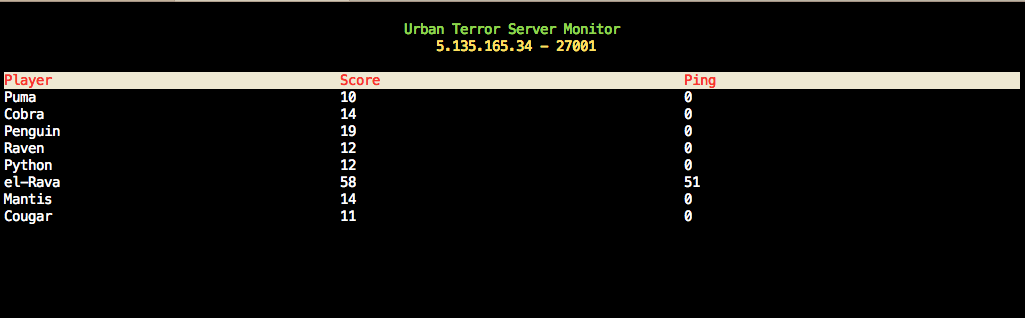 Urban Terror Server Monitor
5.135.165.34 - 27001
Player Score Ping
Puma 10 0
Cobra 14 0
Penguin 19 0
Raven 12 0
Python 12 0
el-Rava 58 51
Mantis 14 0
Cougar 11 0